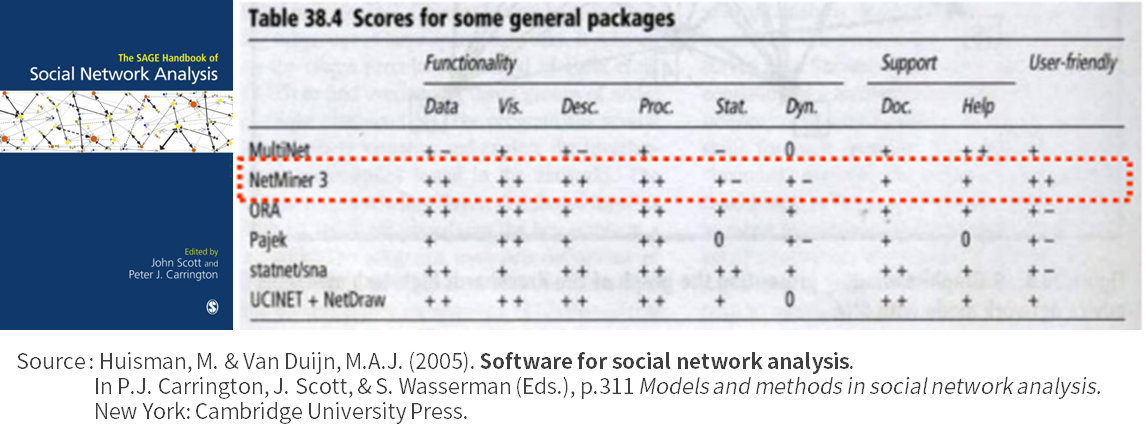 The SAGE Handbook of
Social Network Analysis
Edited by
John Scott and
Peter J. Carrington
S
Table 38.4 Scores for some general packages
Functionality Support User-friendly
Data Vis. Desc. Proc. Stat. Dyn. Doc. Help
MultiNet + – + + – + – 0 + + + +
NetMiner 3 + + + + + + + + + – + – + + + +
ORA + + + + + + + + + + + + –
Pajek + + + + + + 0 + – + 0 + –
statnet/sna + + + + + + + + + + + + + + –
UCINET + NetDraw + + + + + + + + + 0 + + + +
Source : Huisman, M. & Van Duijn, M.A.J. (2005). Software for social network analysis.
In P.J. Carrington, J. Scott, & S. Wasserman (Eds.), p.311 Models and methods in social network analysis.
New York: Cambridge University Press.